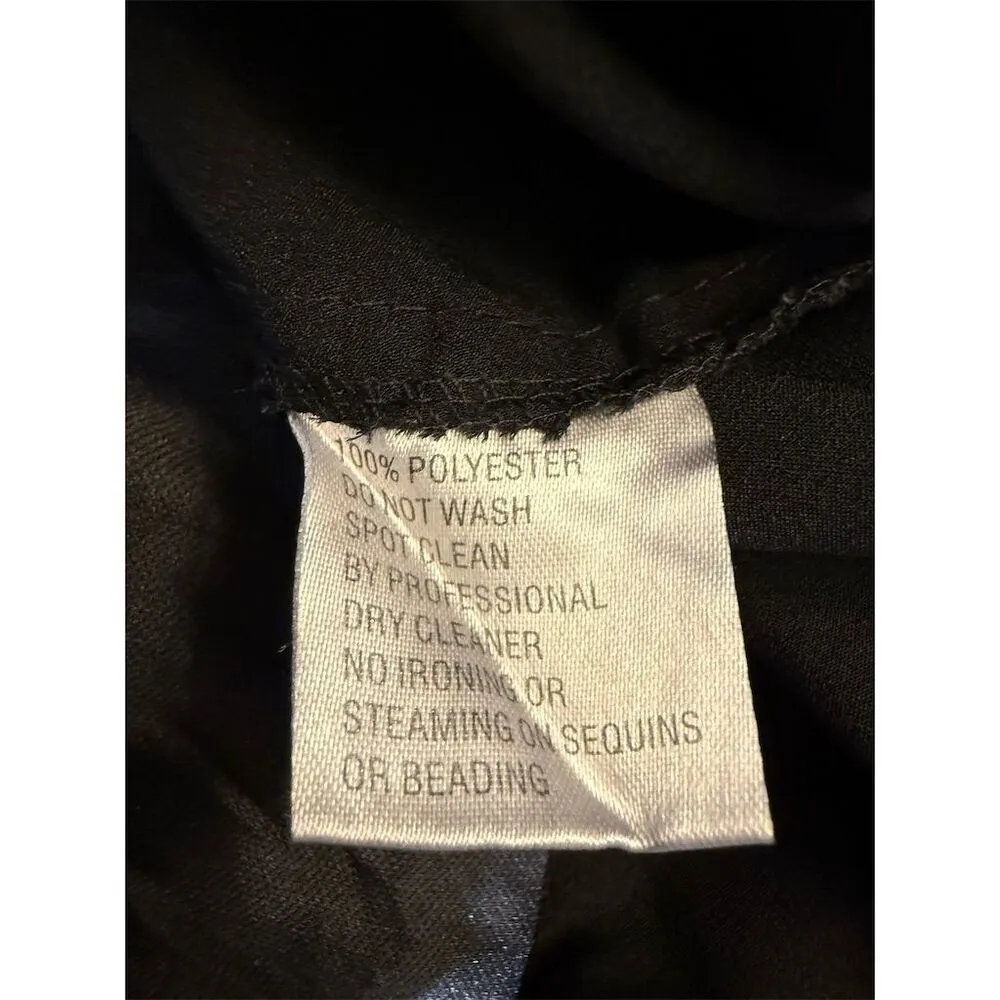 100% POLYESTER
DO NOT WASH
SPOT CLEAN
BY PROFESSIONAL
DRY CLEANER
NO IRONING OR
STEAMING ON SEQUINS
OR BEADING